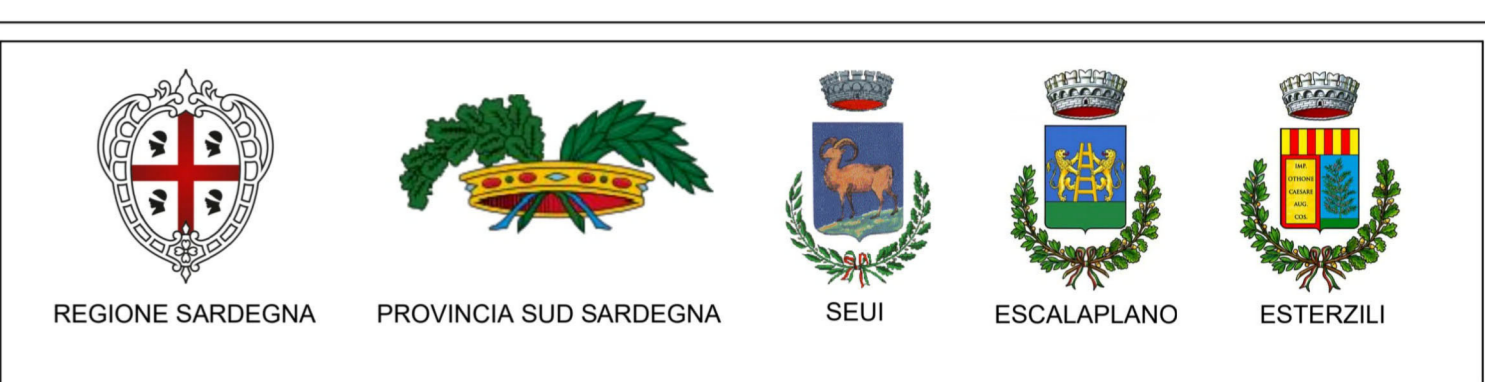 IMP.
OTHONE
CAESARE
AUG.
COS.
REGIONE SARDEGNA
PROVINCIA SUD SARDEGNA
SEUI
ESCALAPLANO
ESTERZILI